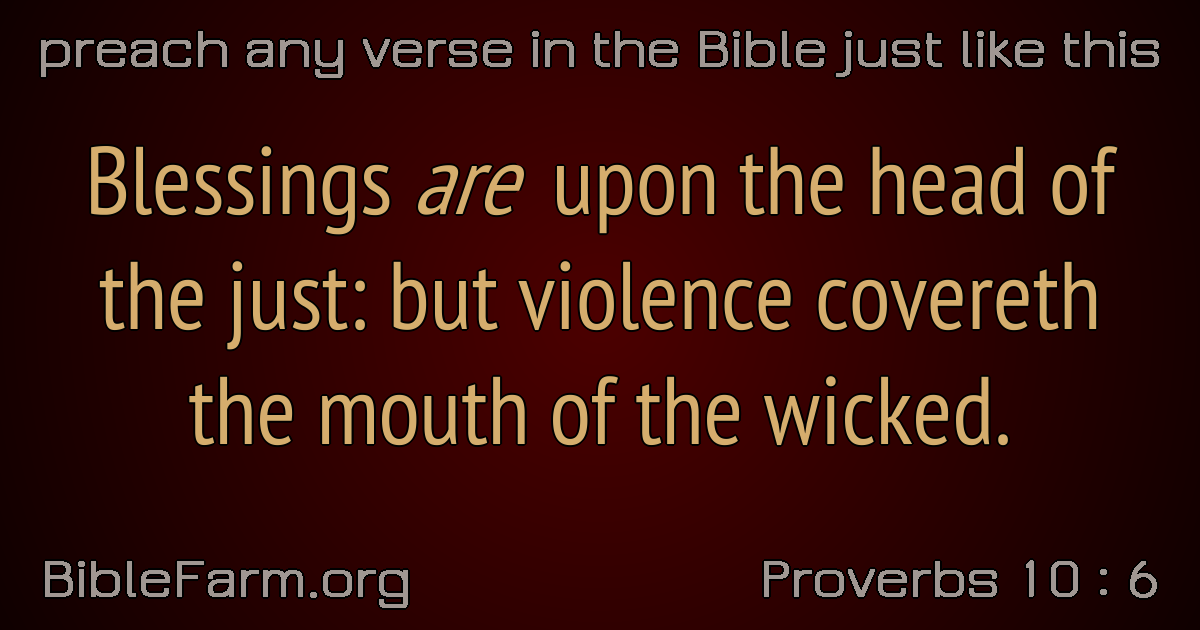 preach any verse in the Bible just like this
Blessings are upon the head of
the just: but violence covereth
the mouth of the wicked.
BibleFarm.org
Proverbs 10 : 6